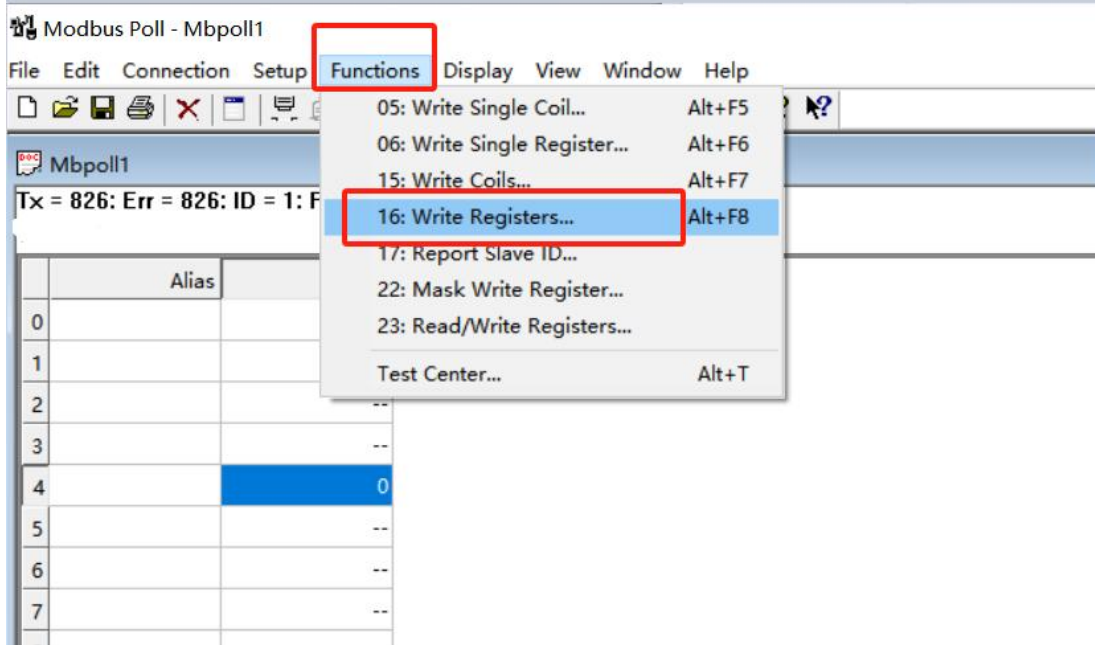 Modbus Poll - Mbpoll1
File Edit Connection Setup Functions Display View Window Help
05: Write Single Coil... Alt+F5
06: Write Single Register... Alt+F6
Mbpoll1
15: Write Coils... Alt+F7
Tx = 826: Err = 826: ID = 1: F
16: Write Registers... Alt+F8
17: Report Slave ID...
Alias
22: Mask Write Register...
0
23: Read/Write Registers...
1
Test Center... Alt+T
2 --
3 --
4 0
5 --
6 --
7 --